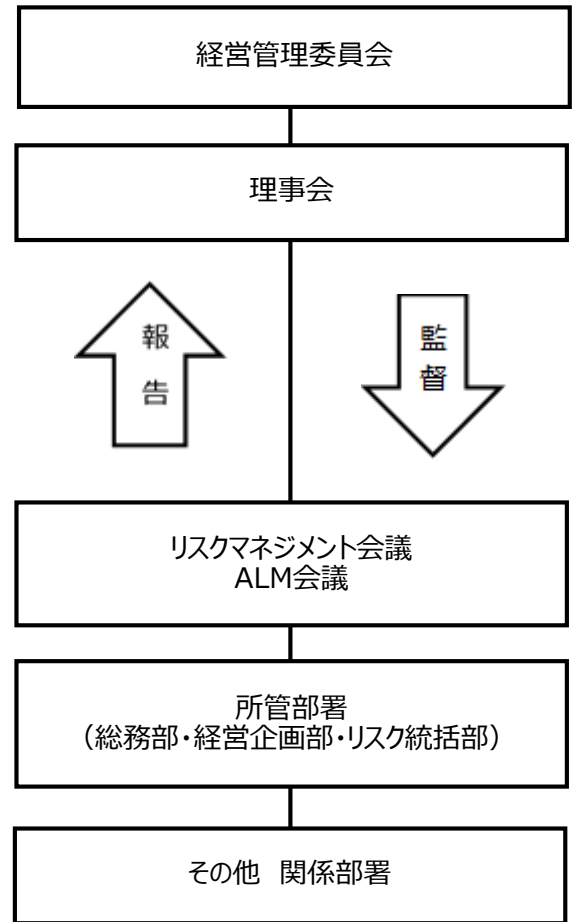 経営管理委員会
理事会
報告
監督
リスクマネジメント会議
ALM会議
所管部署
（総務部・経営企画部・リスク統括部）
その他　関係部署